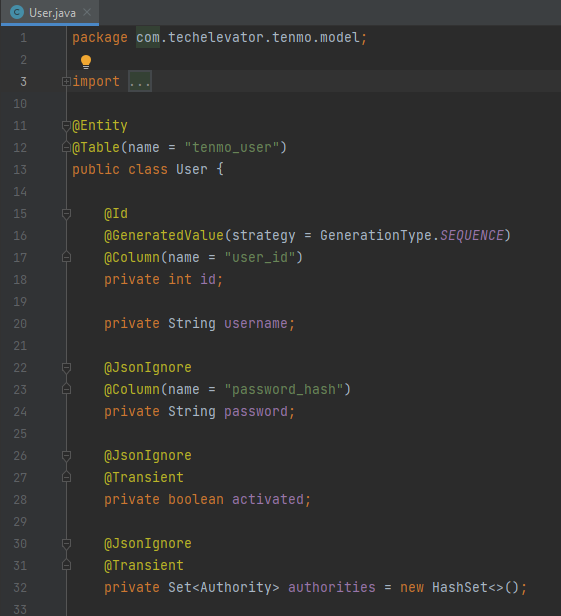 User.java
1 package com.techelevator.tenmo.model;
2
3 import ...
10
11 @Entity
12 @Table(name = "tenmo_user")
13 public class User {
14
15 @Id
16 @GeneratedValue(strategy = GenerationType.SEQUENCE)
17 @Column(name = "user_id")
18 private int id;
19
20 private String username;
21
22 @JsonIgnore
23 @Column(name = "password_hash")
24 private String password;
25
26 @JsonIgnore
27 @Transient
28 private boolean activated;
29
30 @JsonIgnore
31 @Transient
32 private Set<Authority> authorities = new HashSet<>();
33